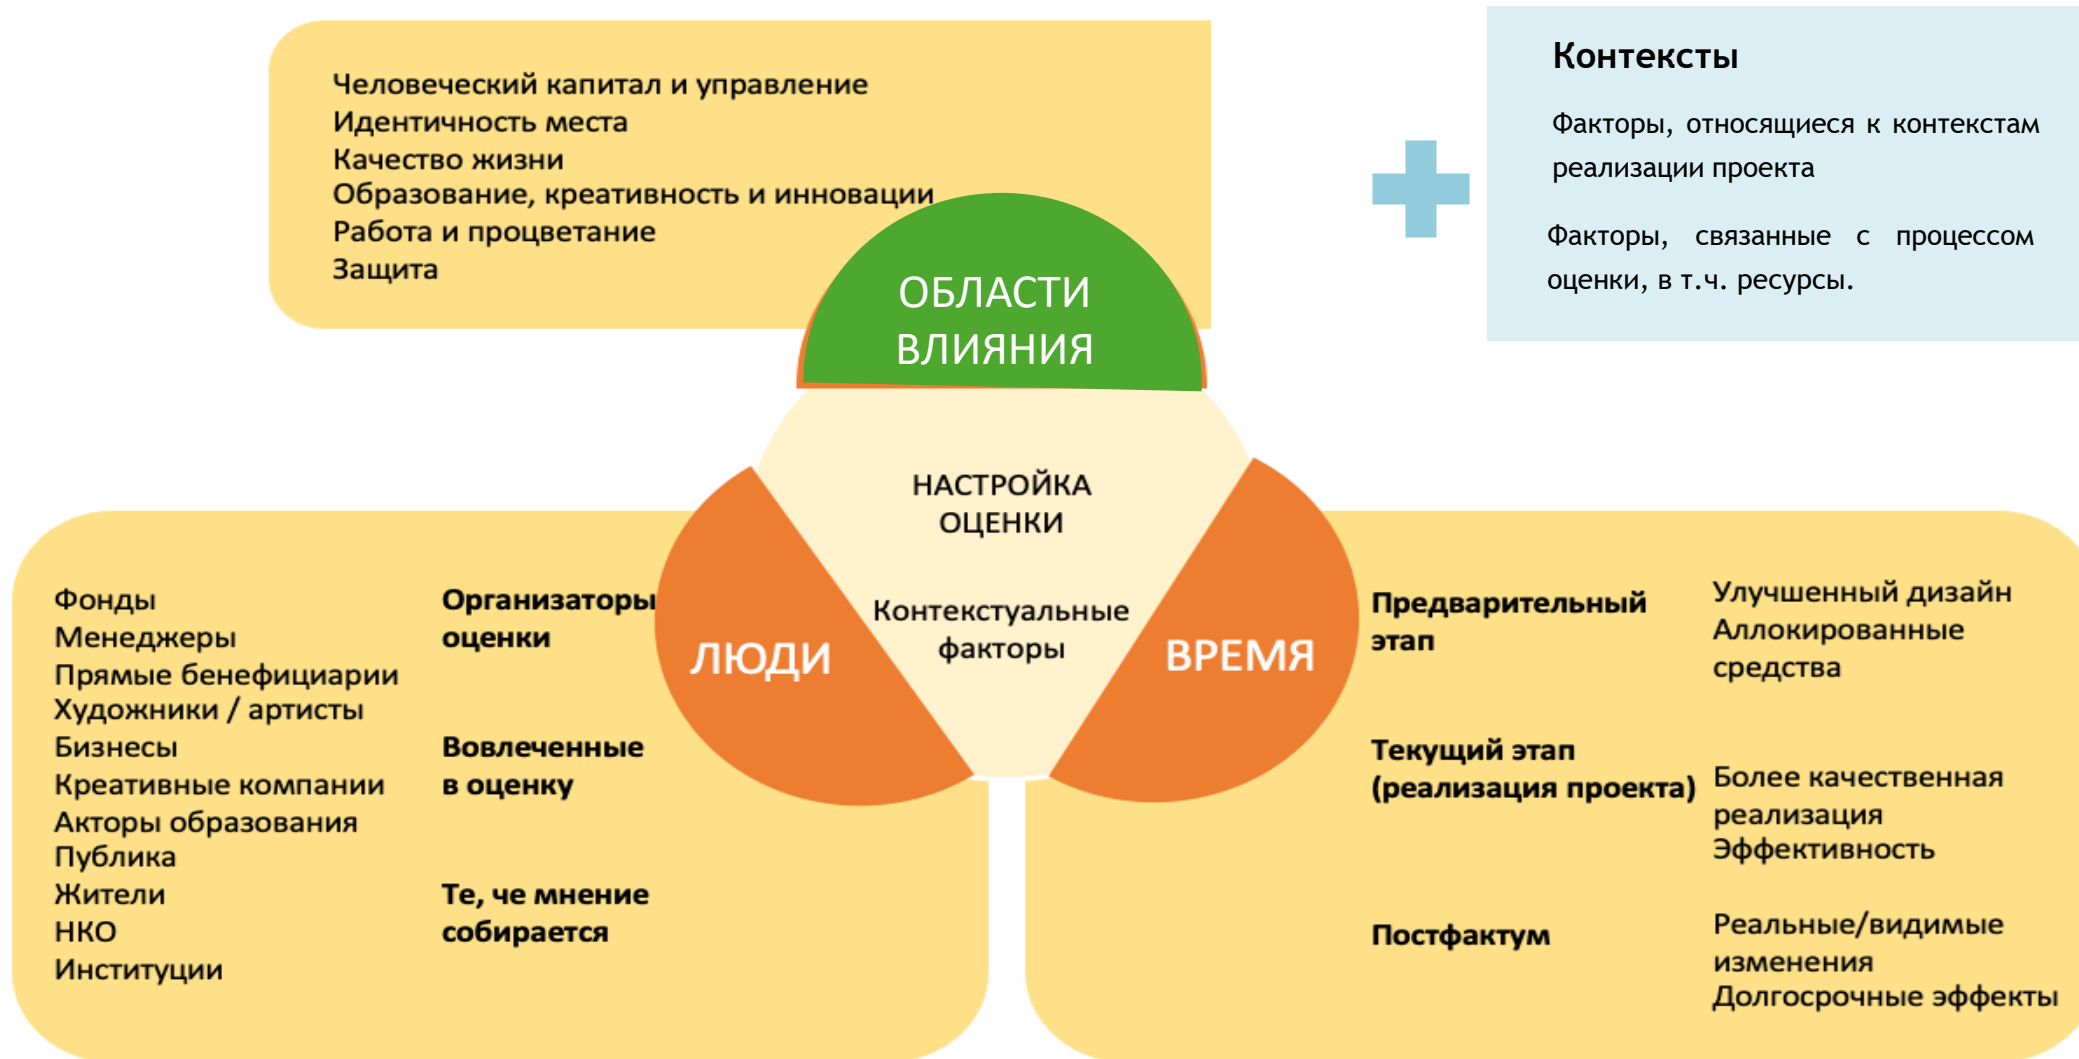 Человеческий капитал и управление
Идентичность места
Качество жизни
Образование, креативность и инновации
Работа и процветание
Защита
Контексты
Факторы, относящиеся к контекстам
реализации проекта
Факторы, связанные с процессом
оценки, в т.ч. ресурсы.
ОБЛАСТИ
ВЛИЯНИЯ
НАСТРОЙКА
ОЦЕНКИ
Контекстуальные
факторы
ЛЮДИ
ВРЕМЯ
Фонды
Менеджеры
Прямые бенефициарии
Художники / артисты
Бизнесы
Креативные компании
Акторы образования
Публика
Жители
НКО
Институции
Организаторы
оценки
Вовлеченные
в оценку
Те, че мнение
собирается
Предварительный
этап
Текущий этап
(реализация проекта)
Постфактум
Улучшенный дизайн
Аллокированные
средства
Более качественная
реализация
Эффективность
Реальные/видимые
изменения
Долгосрочные эффекты